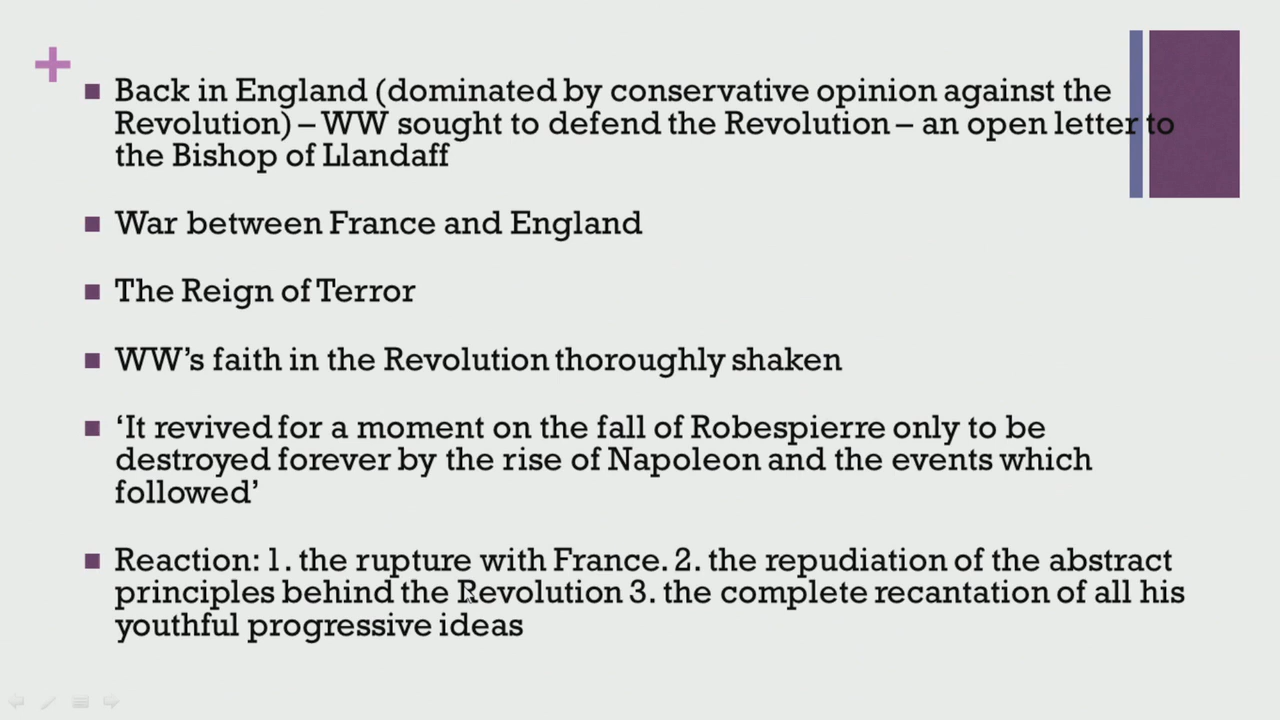 Back in England (dominated by conservative opinion against the
Revolution) – WW sought to defend the Revolution – an open letter to
the Bishop of Llandaff
War between France and England
The Reign of Terror
WW’s faith in the Revolution thoroughly shaken
‘It revived for a moment on the fall of Robespierre only to be
destroyed forever by the rise of Napoleon and the events which
followed’
Reaction: 1. the rupture with France. 2. the repudiation of the abstract
principles behind the Revolution 3. the complete recantation of all his
youthful progressive ideas